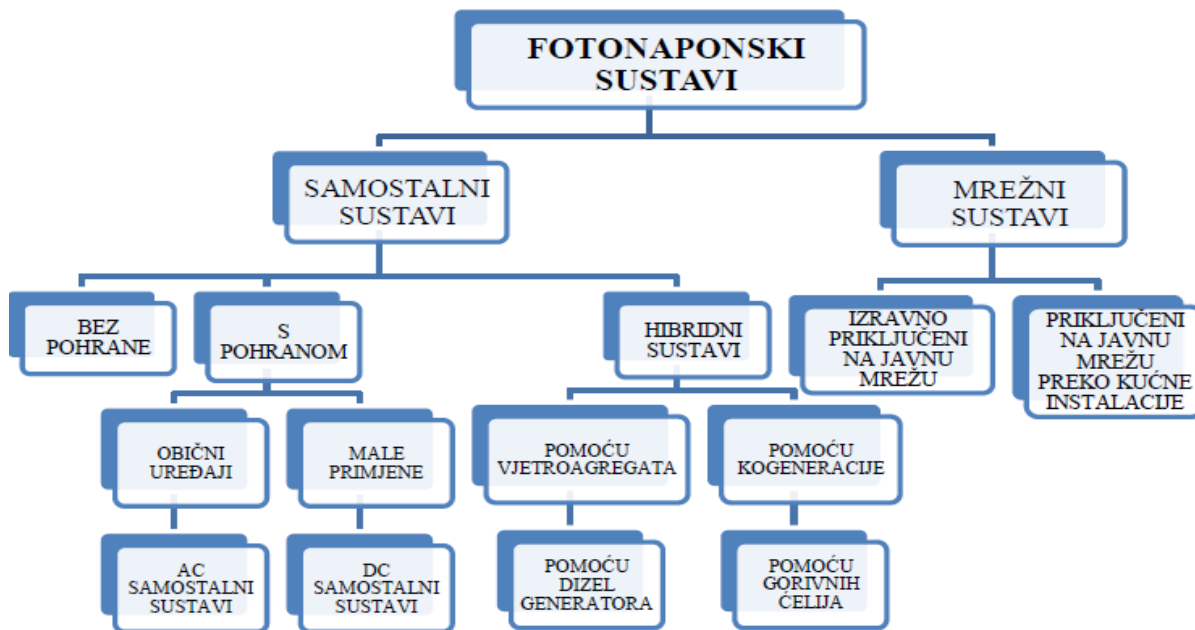 FOTONAPONSKI
SUSTAVI
SAMOSTALNI
SUSTAVI
MREŽNI
SUSTAVI
BEZ
POHRANE
S
POHRANOM
HIBRIDNI
SUSTAVI
IZRAVNO
PRIKLJUČENI
NA JAVNU
MREŽU
PRIKLJUČENI
NA JAVNU
MREŽU
PREKO KUĆNE
INSTALACIJE
OBIČNI
UREĐAJI
MALE
PRIMJENE
POMOĆU
VJETROAGREGATA
POMOĆU
KOGENERACIJE
AC
SAMOSTALNI
SUSTAVI
DC
SAMOSTALNI
SUSTAVI
POMOĆU
DIZEL
GENERATORA
POMOĆU
GORIVNIH
ĆELIJA